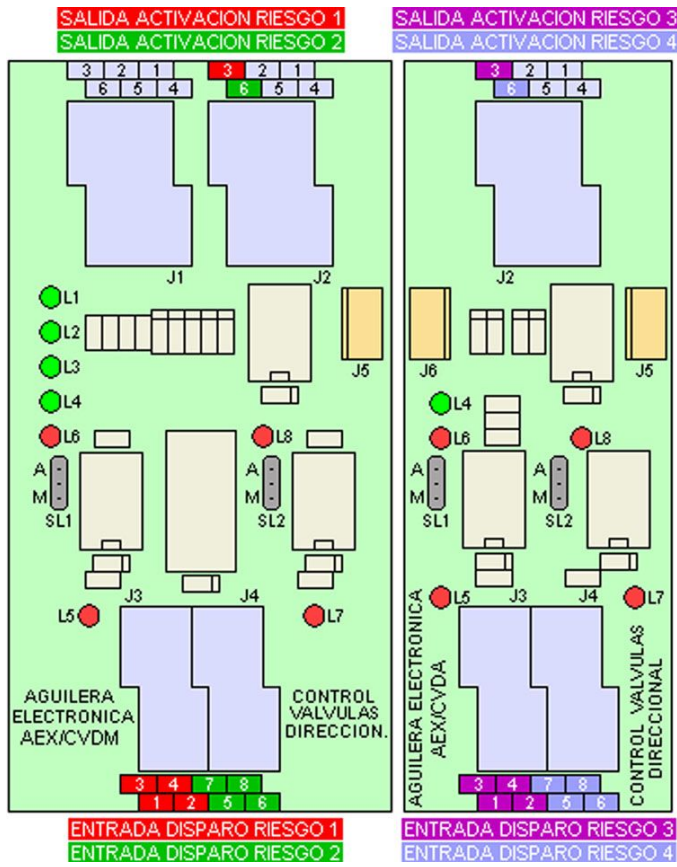 SALIDA ACTIVACION RIESGO 1
SALIDA ACTIVACION RIESGO 2
3 2 1 3 2 1
6 5 4 6 5 4
J1 J2
L1
L2
L3
L4
J5
L6 L8
A A
M M
SL1 SL2
J3 J4
L5 L7
AGUILERA
ELECTRONICA
AEX/CVDM
CONTROL
VALVULAS
DIRECCION.
3 4 7 8
1 2 5 6
ENTRADA DISPARO RIESGO 1
ENTRADA DISPARO RIESGO 2
SALIDA ACTIVACION RIESGO 3
SALIDA ACTIVACION RIESGO 4
3 2 1
6 5 4
J2
J6 J5
L4
L6 L8
A A
M M
SL1 SL2
L5 J3 J4 L7
AGUILERA ELECTRONICA
AEX/CVDA
CONTROL VALVULAS
DIRECCIONAL
3 4 7 8
1 2 5 6
ENTRADA DISPARO RIESGO 3
ENTRADA DISPARO RIESGO 4